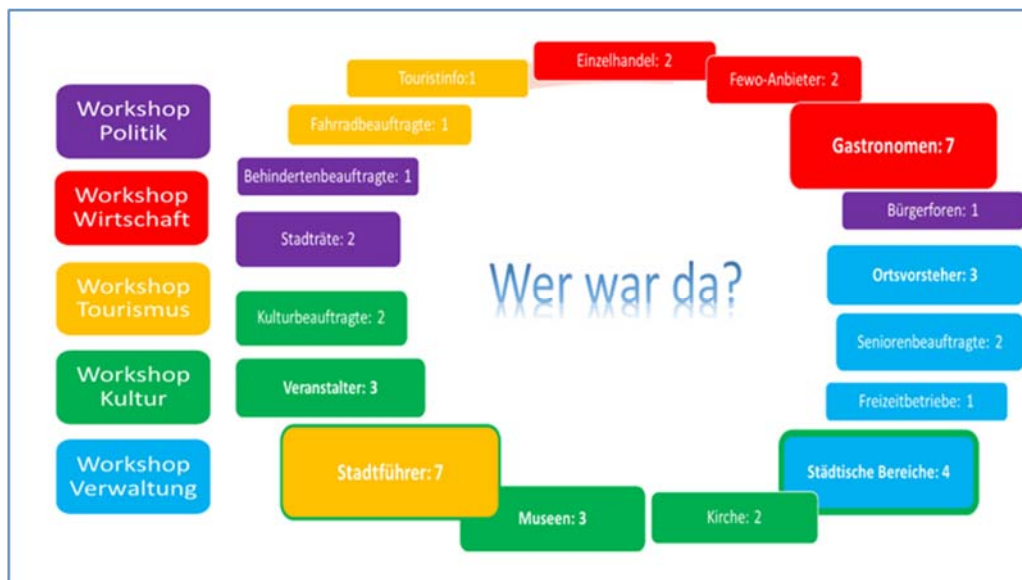 Workshop
Politik
Workshop
Wirtschaft
Workshop
Tourismus
Workshop
Kultur
Workshop
Verwaltung
Einzelhandel: 2
Touristinfo:1
Fewo-Anbieter: 2
Fahrradbeauftragte: 1
Gastronomen: 7
Behindertenbeauftragte: 1
Bürgerforen: 1
Stadträte: 2
Wer war da?
Ortsvorsteher: 3
Kulturbeauftragte: 2
Seniorenbeauftragte: 2
Veranstalter: 3
Freizeitbetriebe: 1
Stadtführer: 7
Städtische Bereiche: 4
Museen: 3
Kirche: 2